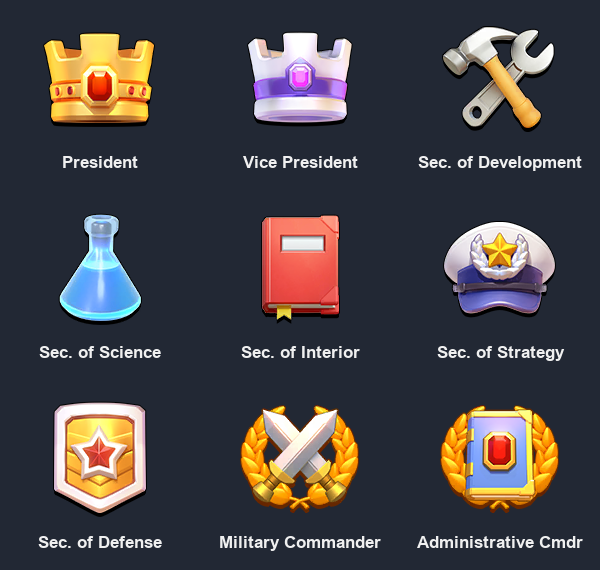 President
Vice President
Sec. of Development
Sec. of Science
Sec. of Interior
Sec. of Strategy
Sec. of Defense
Military Commander
Administrative Cmdr